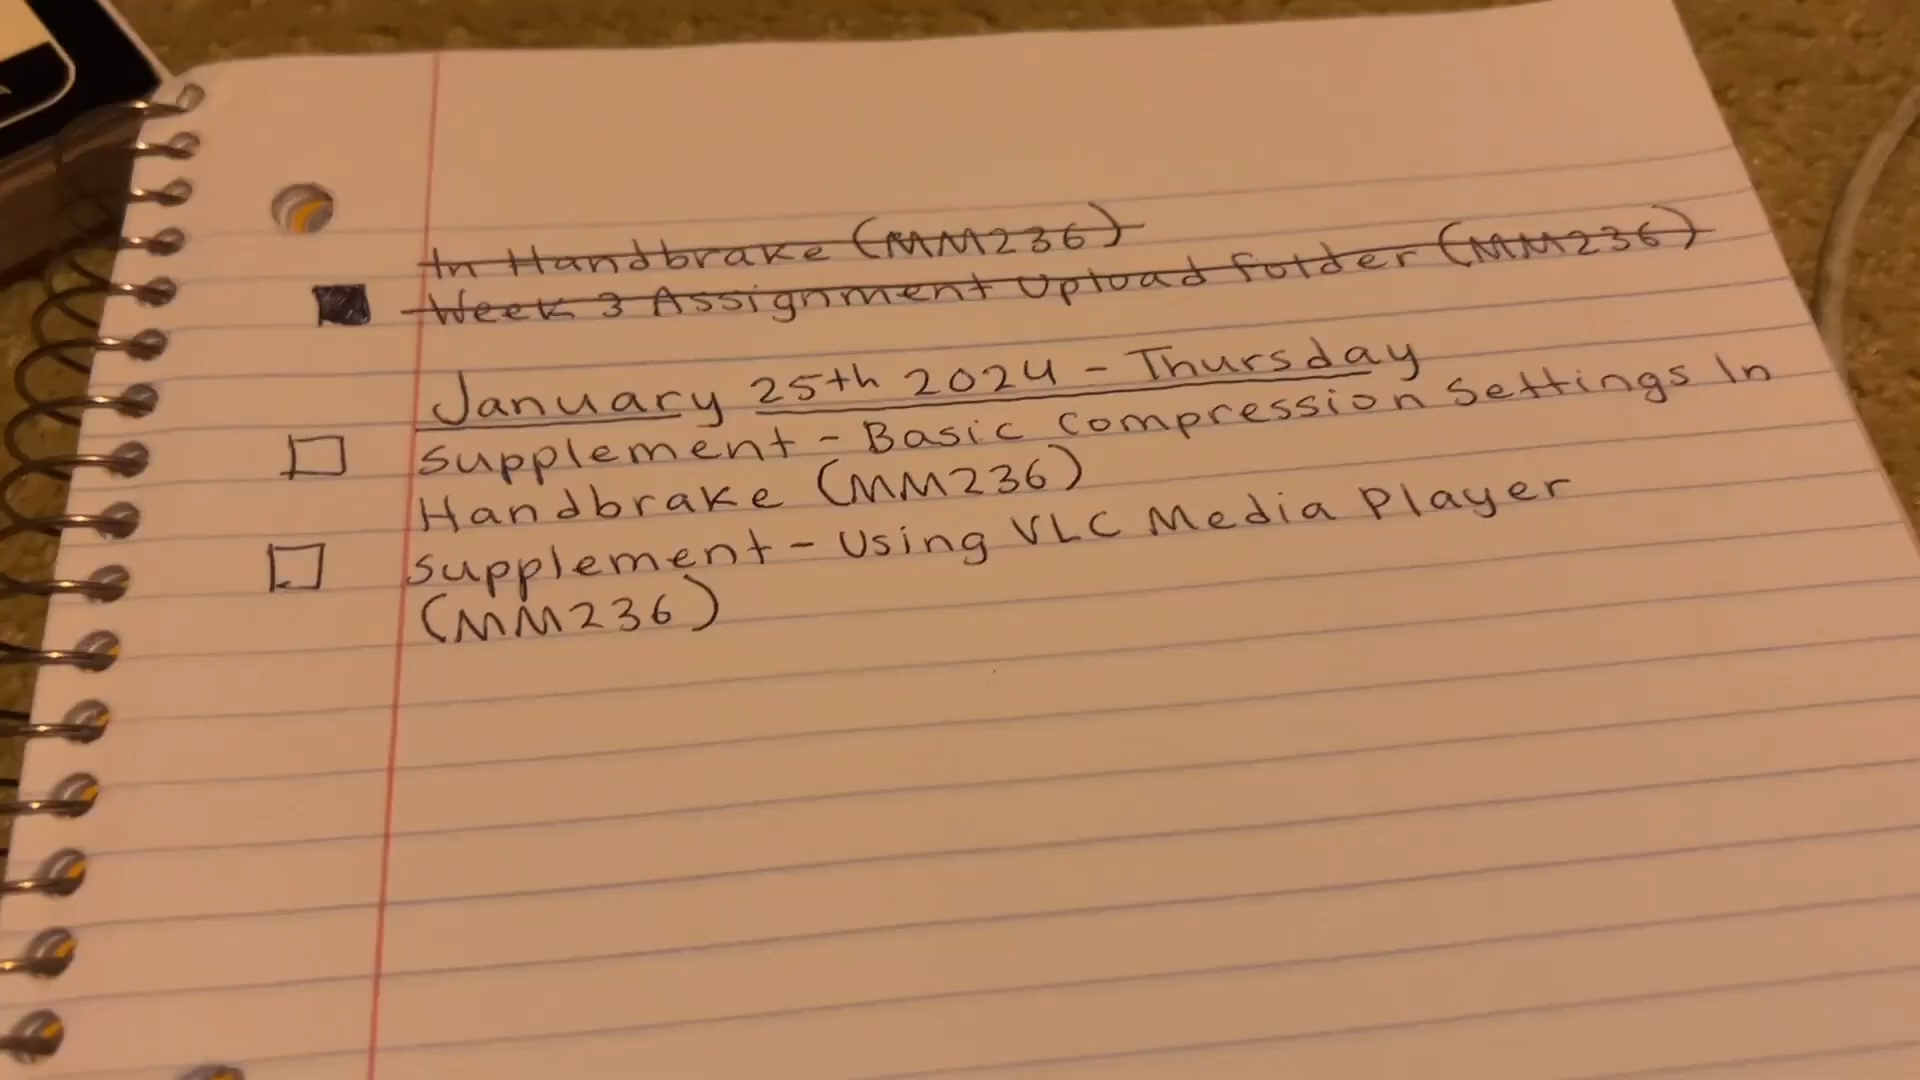 In Handbrake (MM236)
Week 3 Assignment Upload folder (MM236)
January 25th 2024 - Thursday
Supplement - Basic Compression Settings In
Handbrake (MM236)
Supplement - Using VLC Media Player
(MM236)